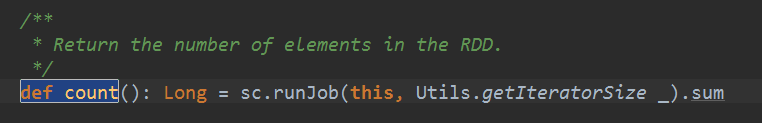 /**
* Return the number of elements in the RDD.
*/
def count(): Long = sc.runJob(this, Utils.getIteratorSize _).sum